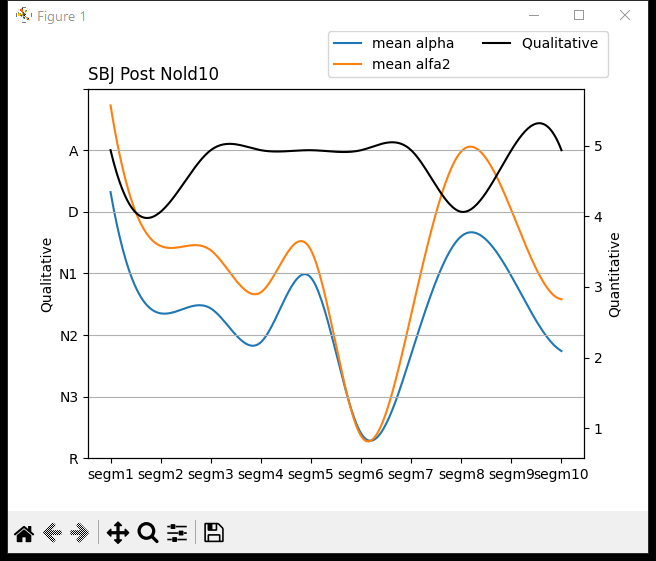 Figure 1
mean alpha
mean alfa2
Qualitative
SBJ Post Nold10
A
D
N1
N2
N3
R
Qualitative
5
4
3
2
1
Quantitative
segm1 segm2 segm3 segm4 segm5 segm6 segm7 segm8 segm9 segm10